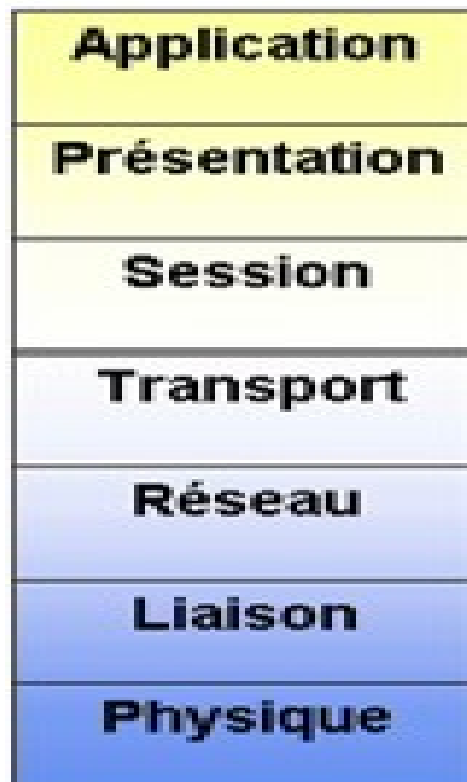 Application
Présentation
Session
Transport
Réseau
Liaison
Physique